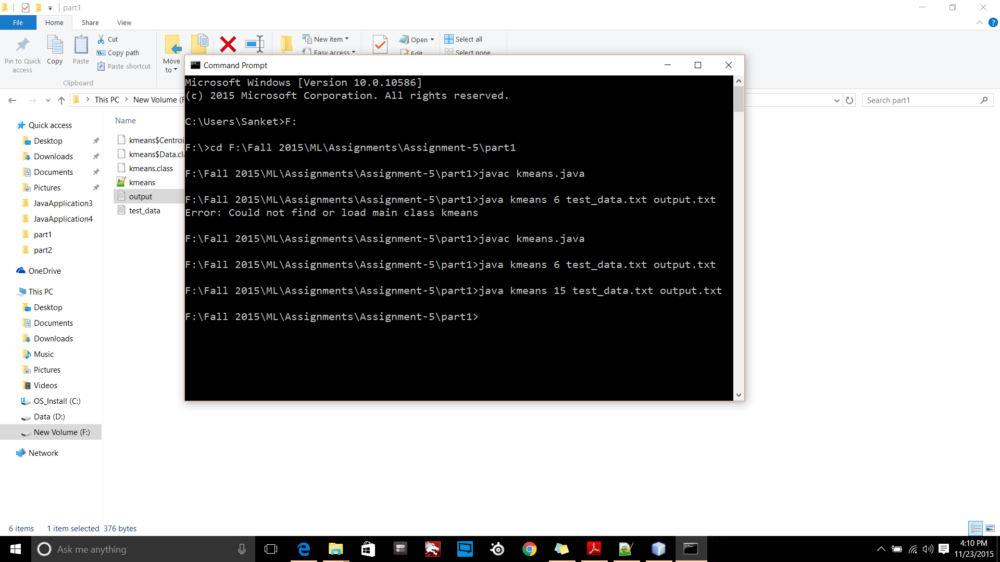 part1
File
Home
Share
View
Pin to Quick access
Copy
Paste
Cut
Copy path
Paste shortcut
Clipboard
Move to
New item
Easy access
Open
Edit
Select all
Select none
This PC
New Volume (F
Search part1
Quick access
Desktop
Downloads
Documents
Pictures
JavaApplication3
JavaApplication4
part1
part2
OneDrive
This PC
Desktop
Documents
Downloads
Music
Pictures
Videos
OS_Install (C:)
Data (D:)
New Volume (F:)
Network
Name
kmeans$Centroi
kmeans$Data.cl
kmeans.class
kmeans
output
test_data
Command Prompt
Microsoft Windows [Version 10.0.10586]
(c) 2015 Microsoft Corporation. All rights reserved.
C:\Users\Sanket>F:
F:\>cd F:\Fall 2015\ML\Assignments\Assignment-5\part1
F:\Fall 2015\ML\Assignments\Assignment-5\part1>javac kmeans.java
F:\Fall 2015\ML\Assignments\Assignment-5\part1>java kmeans 6 test_data.txt output.txt
Error: Could not find or load main class kmeans
F:\Fall 2015\ML\Assignments\Assignment-5\part1>javac kmeans.java
F:\Fall 2015\ML\Assignments\Assignment-5\part1>java kmeans 6 test_data.txt output.txt
F:\Fall 2015\ML\Assignments\Assignment-5\part1>java kmeans 15 test_data.txt output.txt
F:\Fall 2015\ML\Assignments\Assignment-5\part1>
6 items 1 item selected 376 bytes
Ask me anything
4:10 PM
11/23/2015